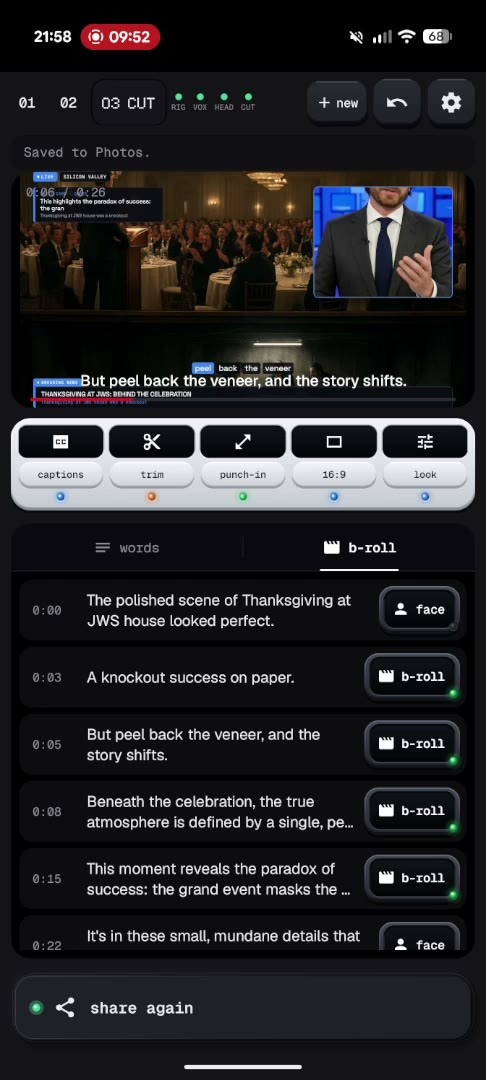 21:58
09:52
68
01
02
03 CUT
RIG VOX HEAD CUT
+ new
Saved to Photos.
LIVE SILICON VALLEY
0:06 / 0:26
This highlights the paradox of success:
the gran
Thanksgiving at JWS house was a knockout
peel back the veneer
But peel back the veneer, and the story shifts.
BREAKING NEWS
THANKSGIVING AT JWS: BEHIND THE CELEBRATION
CC
captions
trim
punch-in
16:9
look
words
b-roll
0:00
The polished scene of Thanksgiving at
JWS house looked perfect.
face
0:03
A knockout success on paper.
b-roll
0:05
But peel back the veneer, and the
story shifts.
b-roll
0:08
Beneath the celebration, the true
atmosphere is defined by a single, pe...
b-roll
0:15
This moment reveals the paradox of
success: the grand event masks the ...
b-roll
0:22
It's in these small, mundane details that
face
share again